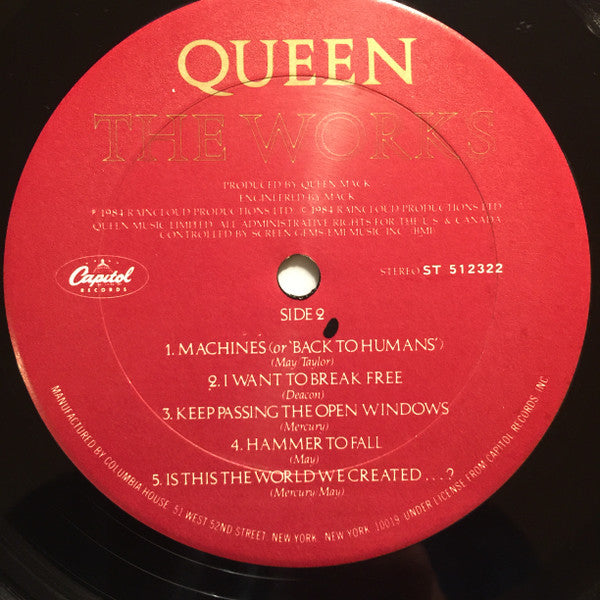 QUEEN
THE WORKS
PRODUCED BY QUEEN MACK
ENGINEERED BY MACK
℗ 1984 RAINCLOUD PRODUCTIONS LTD. © 1984 RAINCLOUD PRODUCTIONS LTD.
QUEEN MUSIC LIMITED. ALL ADMINISTRATIVE RIGHTS FOR THE U.S. & CANADA
CONTROLLED BY SCREEN GEMS-EMI MUSIC INC. (BMI)
Capitol
RECORDS
STEREO ST 512322
SIDE 2
1. MACHINES (or 'BACK TO HUMANS')
(May Taylor)
2. I WANT TO BREAK FREE
(Deacon)
3. KEEP PASSING THE OPEN WINDOWS
(Mercury)
4. HAMMER TO FALL
(May)
5. IS THIS THE WORLD WE CREATED...?
(Mercury May)
MANUFACTURED BY COLUMBIA HOUSE, 51 WEST 52ND STREET, NEW YORK, NEW YORK, 10019, UNDER LICENSE FROM CAPITOL RECORDS, INC